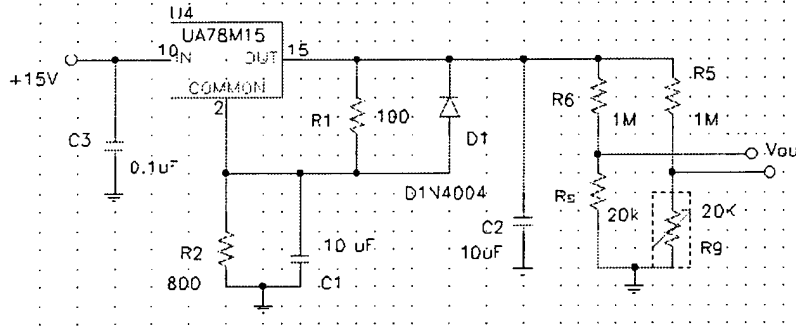 U4
UA78M15
10
IN
OUT
15
+15V
COMMON
2
C3
0.1uF
R1
100
D1
D1N4004
R2
800
10 uF
C1
C2
10uF
R6
1M
R5
1M
Vou
Rs
20k
20K
Rg